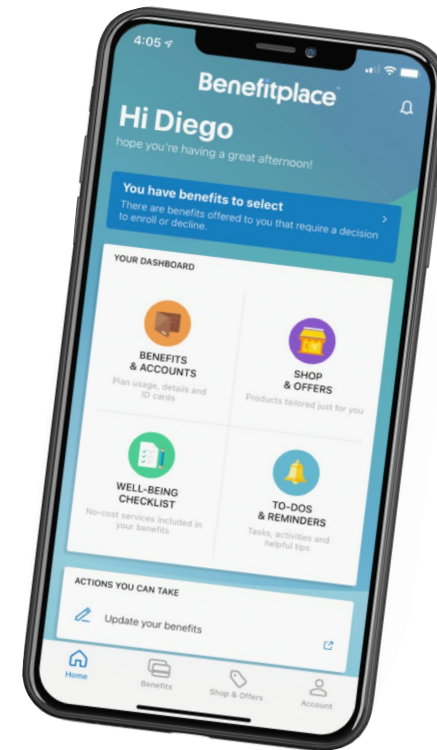 4:05
Benefitplace
Hi Diego
hope you're having a great afternoon!
You have benefits to select
There are benefits offered to you that require a decision
to enroll or decline.
YOUR DASHBOARD
BENEFITS
& ACCOUNTS
Plan usage, details and
ID cards
SHOP
& OFFERS
Products tailored just for you
WELL-BEING
CHECKLIST
No-cost services included in
your benefits
TO-DOS
& REMINDERS
Tasks, activities and
helpful tips
ACTIONS YOU CAN TAKE
Update your benefits
Home
Benefits
Shop & Offers
Account